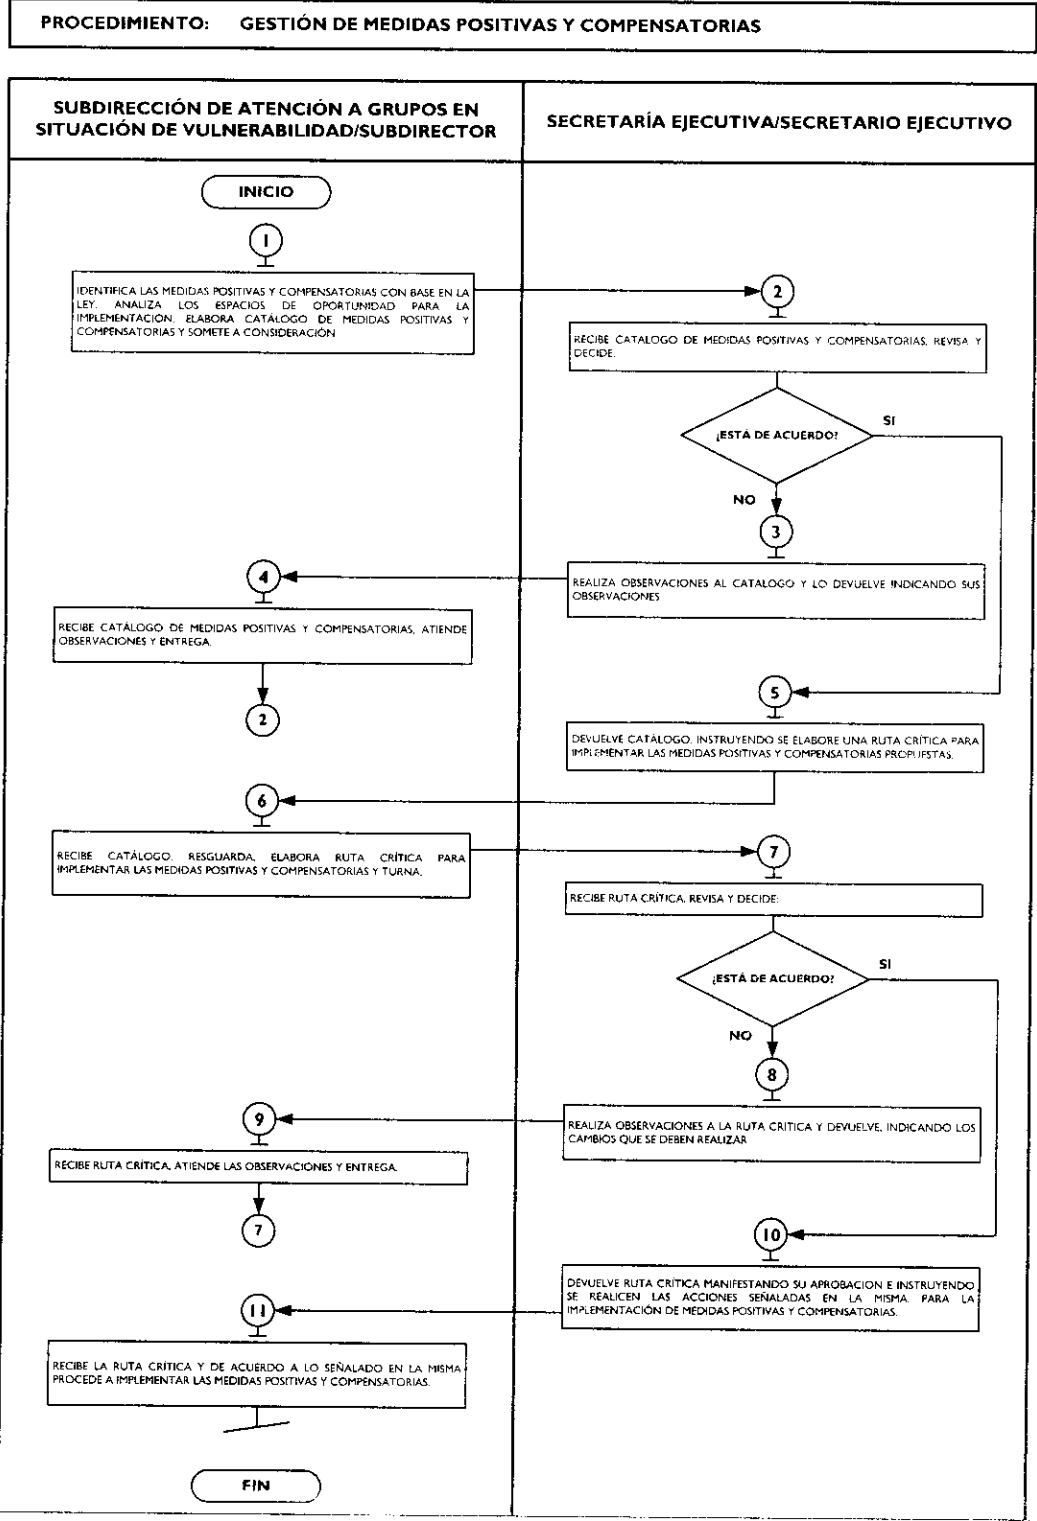 PROCEDIMIENTO: GESTIÓN DE MEDIDAS POSITIVAS Y COMPENSATORIAS
SUBDIRECCIÓN DE ATENCIÓN A GRUPOS EN
SITUACIÓN DE VULNERABILIDAD/SUBDIRECTOR
SECRETARÍA EJECUTIVA/SECRETARIO EJECUTIVO
INICIO
1
IDENTIFICA LAS MEDIDAS POSITIVAS Y COMPENSATORIAS CON BASE EN LA
LEY, ANALIZA LOS ESPACIOS DE OPORTUNIDAD PARA LA
IMPLEMENTACIÓN, ELABORA CATÁLOGO DE MEDIDAS POSITIVAS Y
COMPENSATORIAS Y SOMETE A CONSIDERACIÓN
2
RECIBE CATALOGO DE MEDIDAS POSITIVAS Y COMPENSATORIAS, REVISA Y
DECIDE.
¿ESTÁ DE ACUERDO?
SI
NO
3
REALIZA OBSERVACIONES AL CATALOGO Y LO DEVUELVE INDICANDO SUS
OBSERVACIONES
4
RECIBE CATÁLOGO DE MEDIDAS POSITIVAS Y COMPENSATORIAS, ATIENDE
OBSERVACIONES Y ENTREGA.
2
5
DEVUELVE CATÁLOGO, INSTRUYENDO SE ELABORE UNA RUTA CRÍTICA PARA
IMPLEMENTAR LAS MEDIDAS POSITIVAS Y COMPENSATORIAS PROPUESTAS.
6
RECIBE CATÁLOGO, RESGUARDA, ELABORA RUTA CRÍTICA PARA
IMPLEMENTAR LAS MEDIDAS POSITIVAS Y COMPENSATORIAS Y TURNA.
7
RECIBE RUTA CRÍTICA, REVISA Y DECIDE:
¿ESTÁ DE ACUERDO?
SI
NO
8
REALIZA OBSERVACIONES A LA RUTA CRITICA Y DEVUELVE, INDICANDO LOS
CAMBIOS QUE SE DEBEN REALIZAR
9
RECIBE RUTA CRÍTICA, ATIENDE LAS OBSERVACIONES Y ENTREGA.
7
10
DEVUELVE RUTA CRÍTICA MANIFESTANDO SU APROBACION E INSTRUYENDO
SE REALICEN LAS ACCIONES SEÑALADAS EN LA MISMA PARA LA
IMPLEMENTACIÓN DE MEDIDAS POSITIVAS Y COMPENSATORIAS.
11
RECIBE LA RUTA CRÍTICA Y DE ACUERDO A LO SEÑALADO EN LA MISMA
PROCEDE A IMPLEMENTAR LAS MEDIDAS POSITIVAS Y COMPENSATORIAS.
FIN